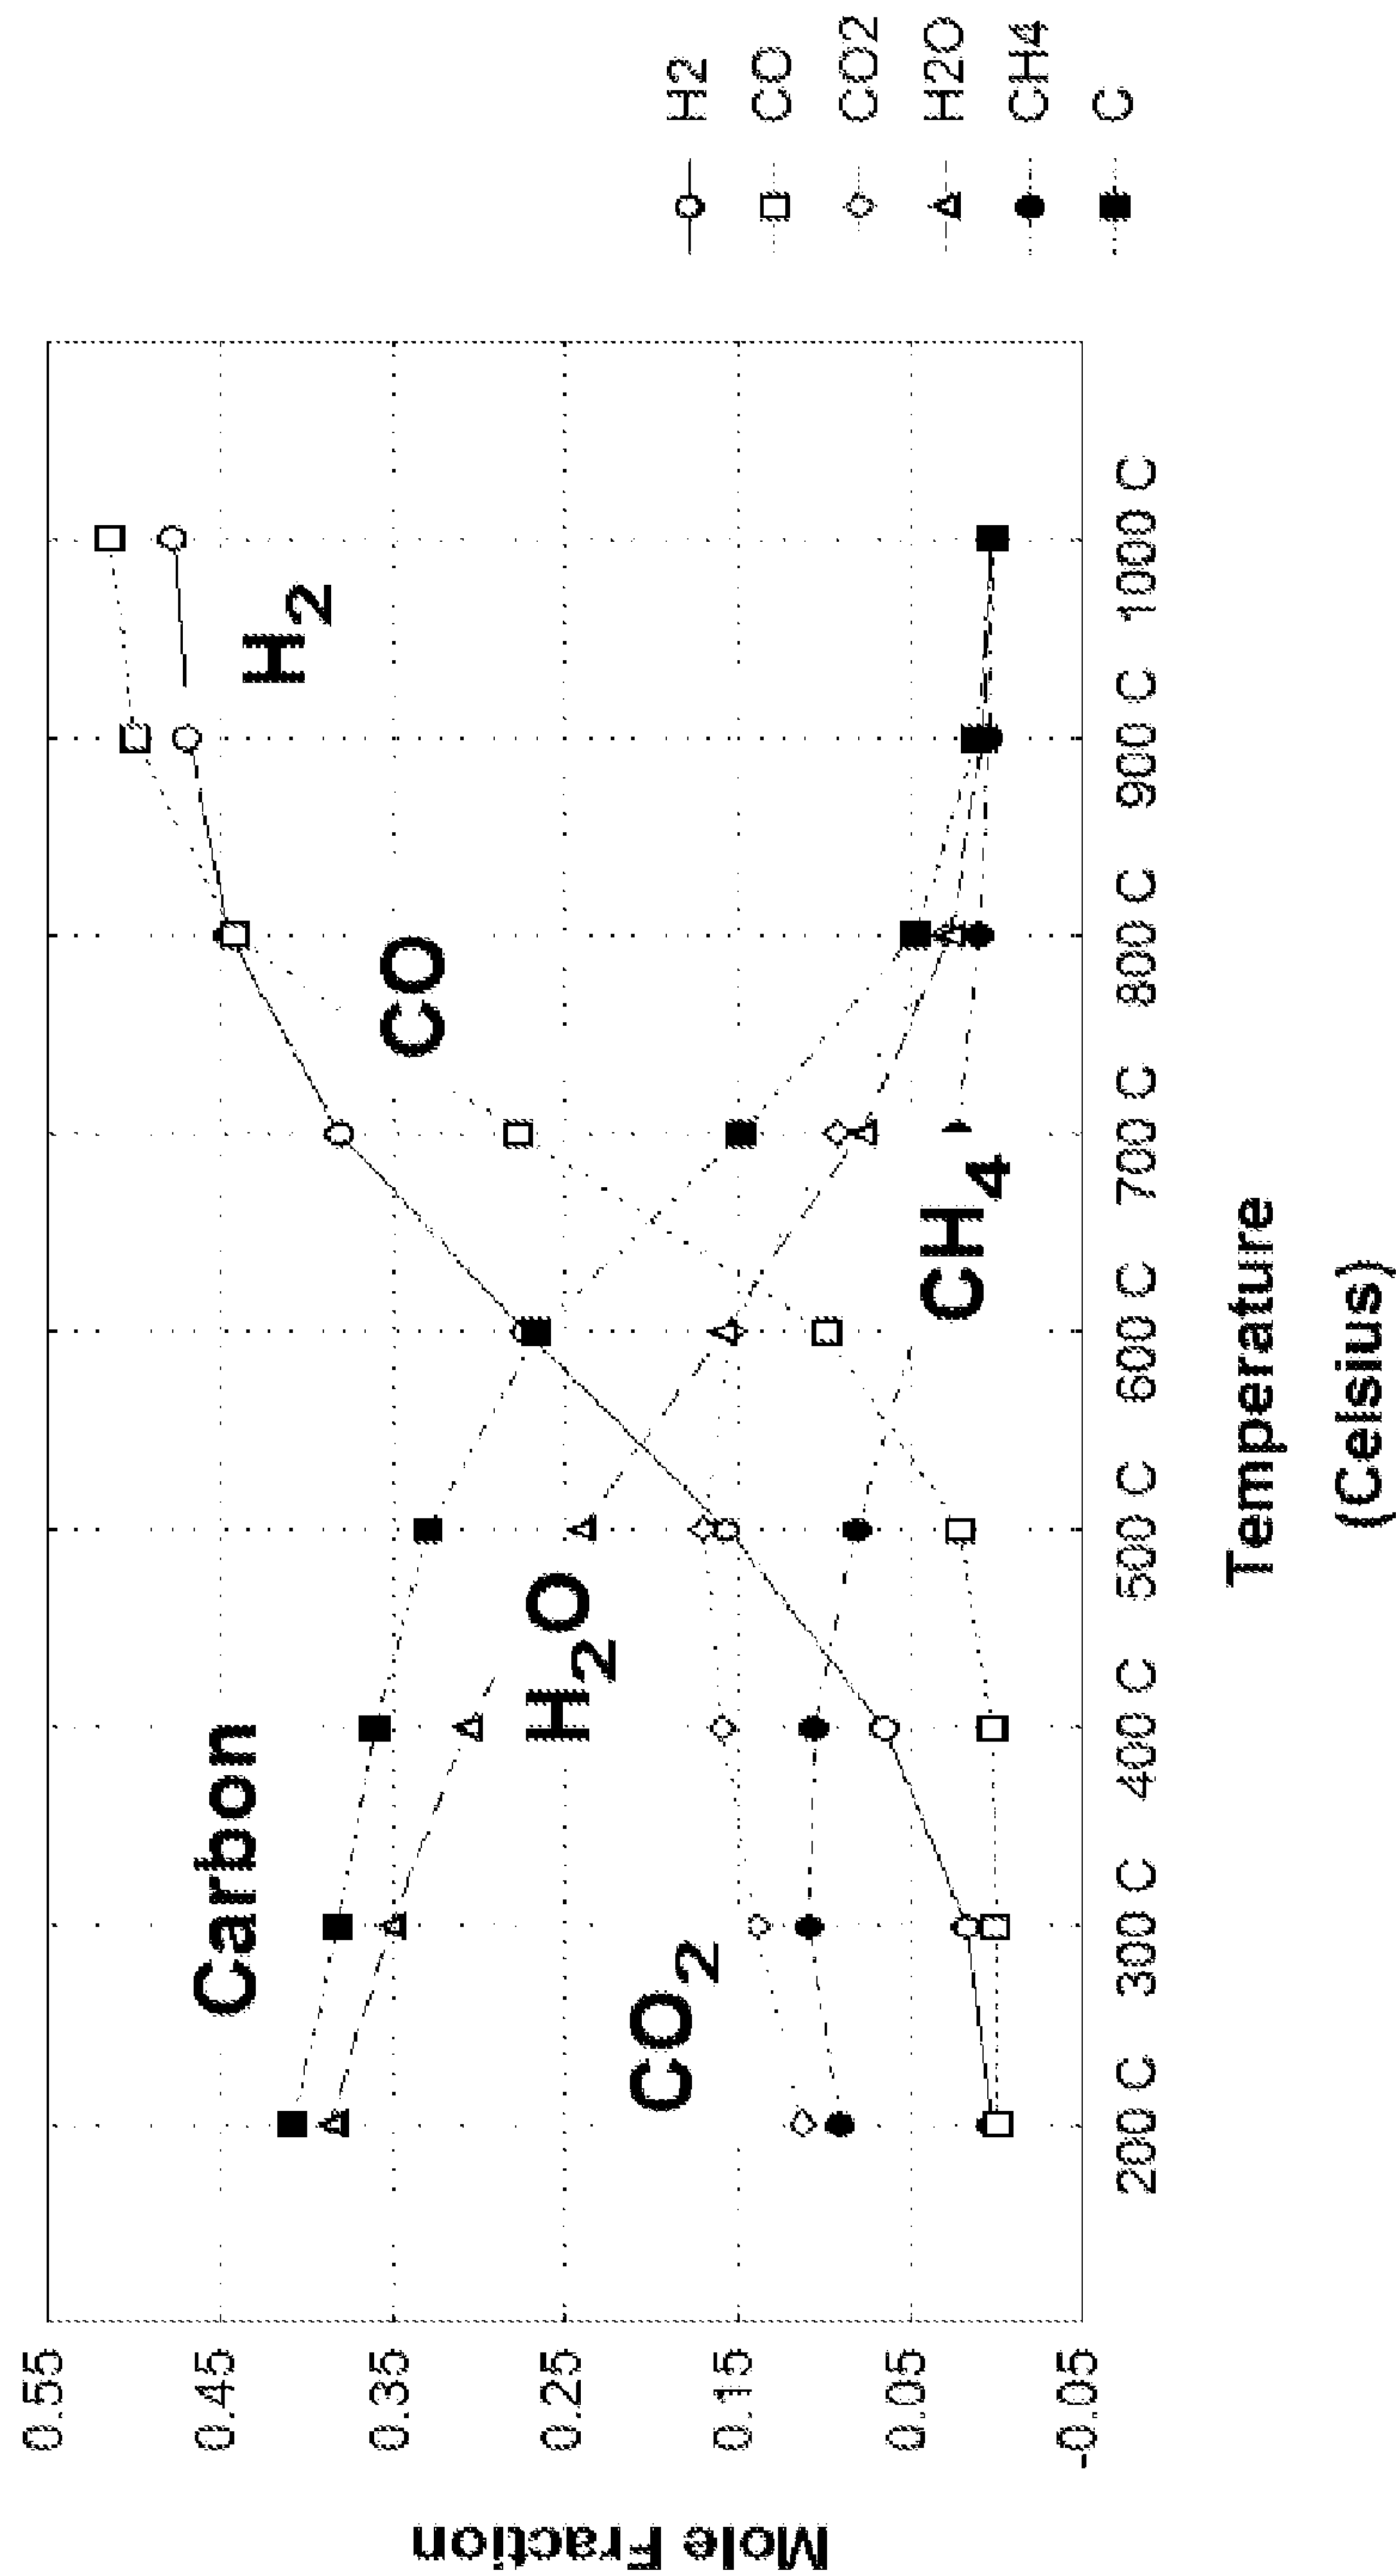 Mole Fraction
0.55
0.45
0.35
0.25
0.15
0.05
-0.05
Carbon
H2O
CO2
CO
H2
CH4
200 C 300 C 400 C 500 C 600 C 700 C 800 C 900 C 1000 C
Temperature
(Celsius)
H2
CO
CO2
H2O
CH4
C